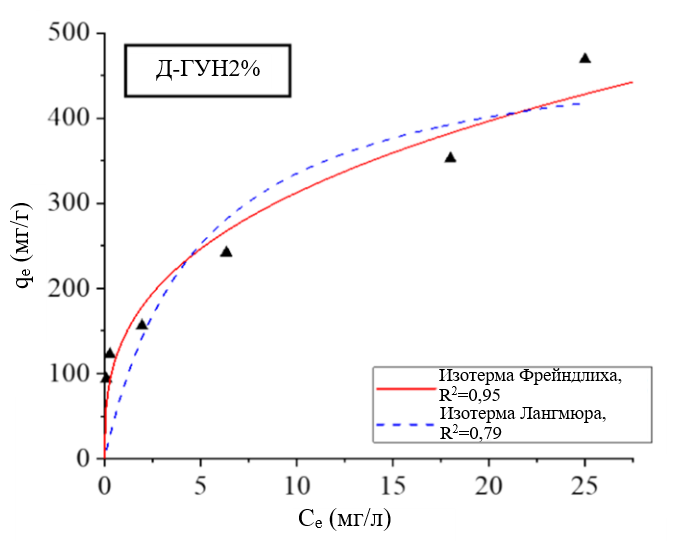 500
Д-ГУН2%
400
300
200
100
0
qe (мг/г)
Изотерма Фрейндлиха,
R2=0,95
Изотерма Лангмюра,
R2=0,79
0 5 10 15 20 25
Ce (мг/л)